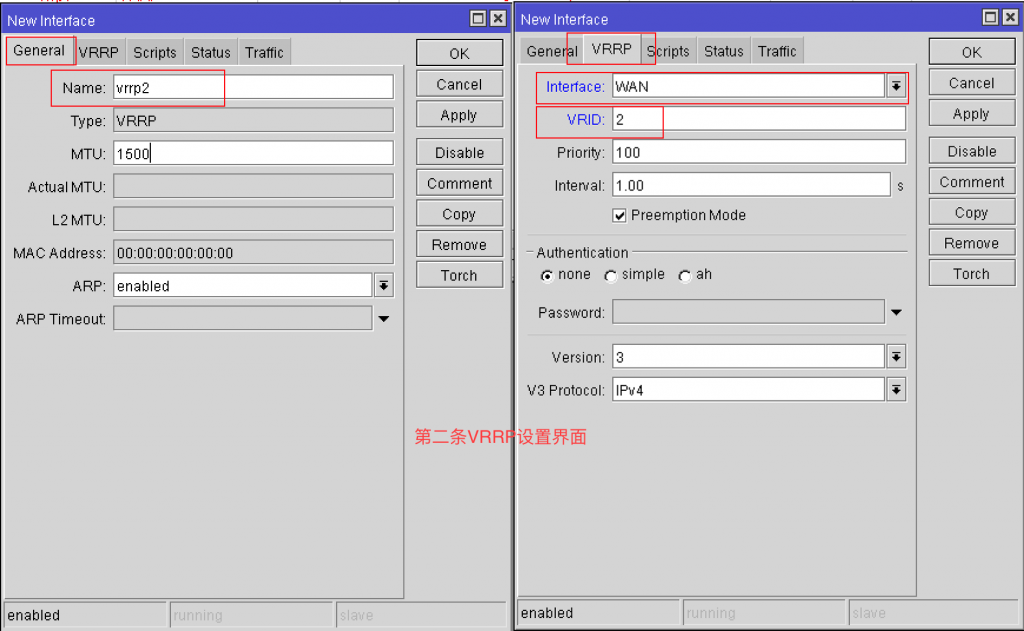 New Interface
General VRRP Scripts Status Traffic
Name: vrrp2
Type: VRRP
MTU: 1500
Actual MTU:
L2 MTU:
MAC Address: 00:00:00:00:00:00
ARP: enabled
ARP Timeout:
OK
Cancel
Apply
Disable
Comment
Copy
Remove
Torch
enabled running slave
New Interface
General VRRP Scripts Status Traffic
Interface: WAN
VRID: 2
Priority: 100
Interval: 1.00 s
Preemption Mode
Authentication
none simple ah
Password:
Version: 3
V3 Protocol: IPv4
OK
Cancel
Apply
Disable
Comment
Copy
Remove
Torch
enabled running slave
第二条VRRP设置界面